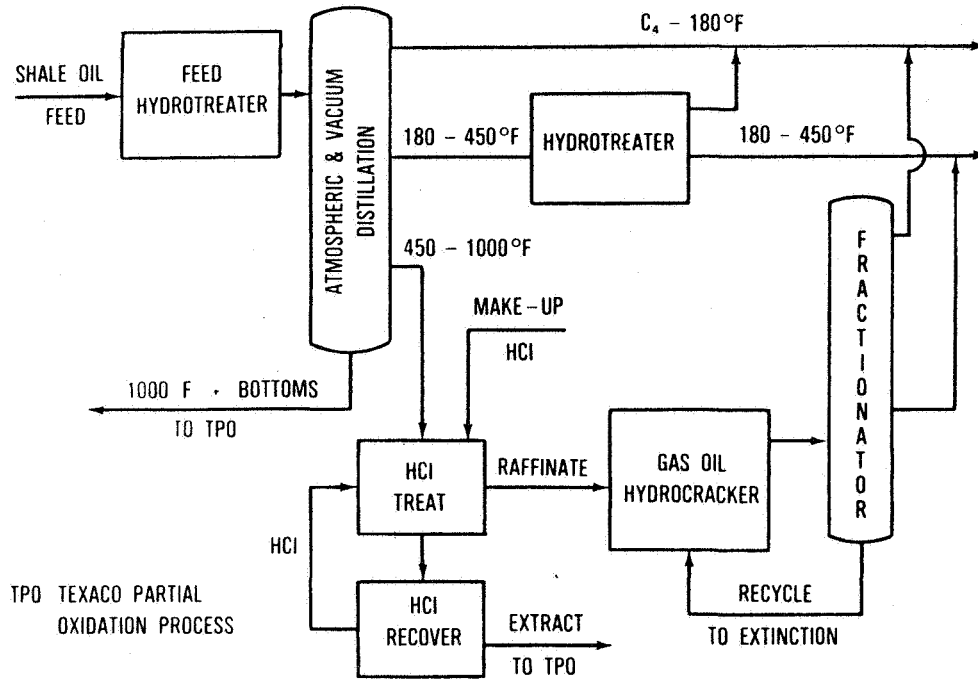 C₄ - 180°F
SHALE OIL
FEED
FEED
HYDROTREATER
ATMOSPHERIC & VACUUM
DISTILLATION
180 - 450°F
HYDROTREATER
180 - 450°F
450 - 1000°F
MAKE-UP
HCl
FRACTIONATOR
1000 F + BOTTOMS
TO TPO
HCl
TREAT
RAFFINATE
GAS OIL
HYDROCRACKER
HCl
TPO TEXACO PARTIAL
OXIDATION PROCESS
HCl
RECOVER
EXTRACT
TO TPO
RECYCLE
TO EXTINCTION